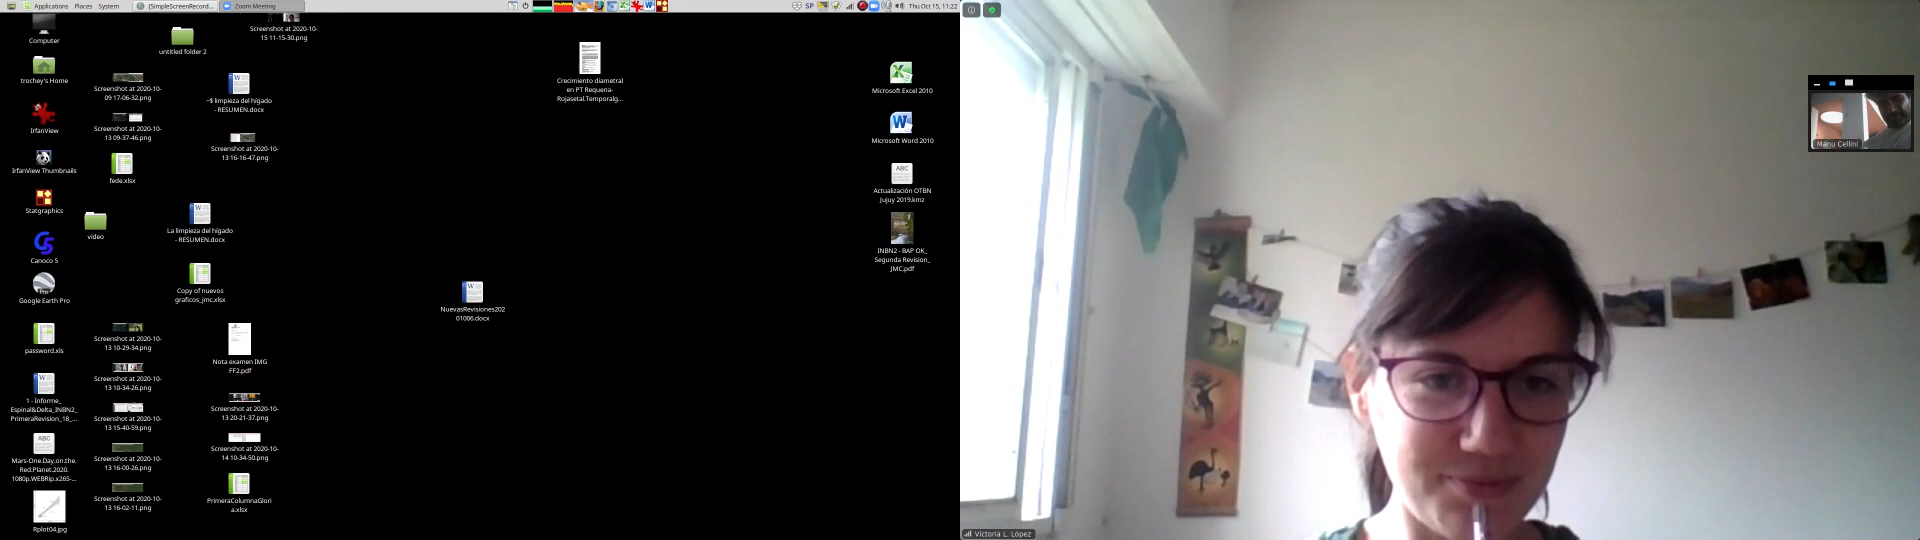 Applications Places System
[SimpleScreenRecord...
Zoom Meeting
SP
Thu Oct 15, 11:22
Computer
trochey's Home
IrfanView
IrfanView Thumbnails
Statgraphics
Canoco 5
Google Earth Pro
password.xls
1 - Informe_
Espinal&Delta_INBN2_
PrimeraRevision_18_...
Mars-One.Day.on.the.
Red.Planet.2020.
1080p.WEBRip.x265-...
Rplot04.jpg
untitled folder 2
Screenshot at 2020-10-
15 11-15-30.png
Screenshot at 2020-10-
09 17-06-32.png
~$ limpieza del hígado
- RESUMEN.docx
Screenshot at 2020-10-
13 09-37-46.png
Screenshot at 2020-10-
13 16-16-47.png
fede.xlsx
video
La limpieza del hígado
- RESUMEN.docx
Copy of nuevos
graficos_jmc.xlsx
Screenshot at 2020-10-
13 10-29-34.png
Nota examen IMG
FF2.pdf
Screenshot at 2020-10-
13 10-34-26.png
Screenshot at 2020-10-
13 15-40-59.png
Screenshot at 2020-10-
13 20-21-37.png
Screenshot at 2020-10-
13 16-00-26.png
Screenshot at 2020-10-
14 10-34-50.png
Screenshot at 2020-10-
13 16-02-11.png
PrimeraColumnaGlori
a.xlsx
NuevasRevisiones202
01006.docx
Crecimiento diametral
en PT Requena-
Rojasetal.Temporalg...
Microsoft Excel 2010
Microsoft Word 2010
ABC
Actualización OTBN
Jujuy 2019.kmz
INBN2 - BAP OK_
Segunda Revision_
JMC.pdf
Manu Cellini
Victoria L. López